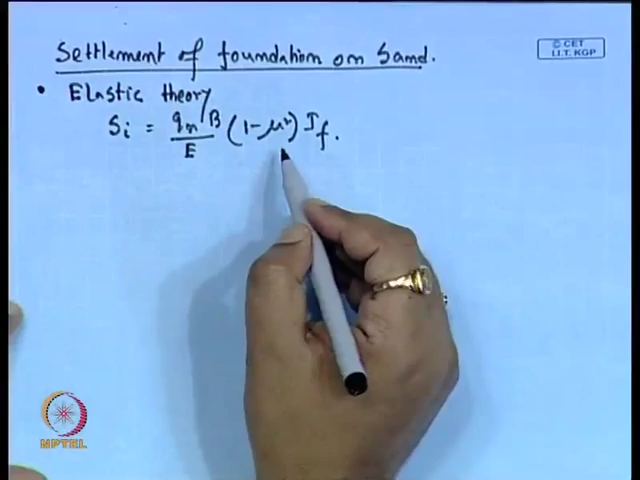 Settlement of foundation on Sand.
• Elastic theory
Si = qn B / E (1 - μ²) If.
© CET
I.I.T. KGP
NPTEL